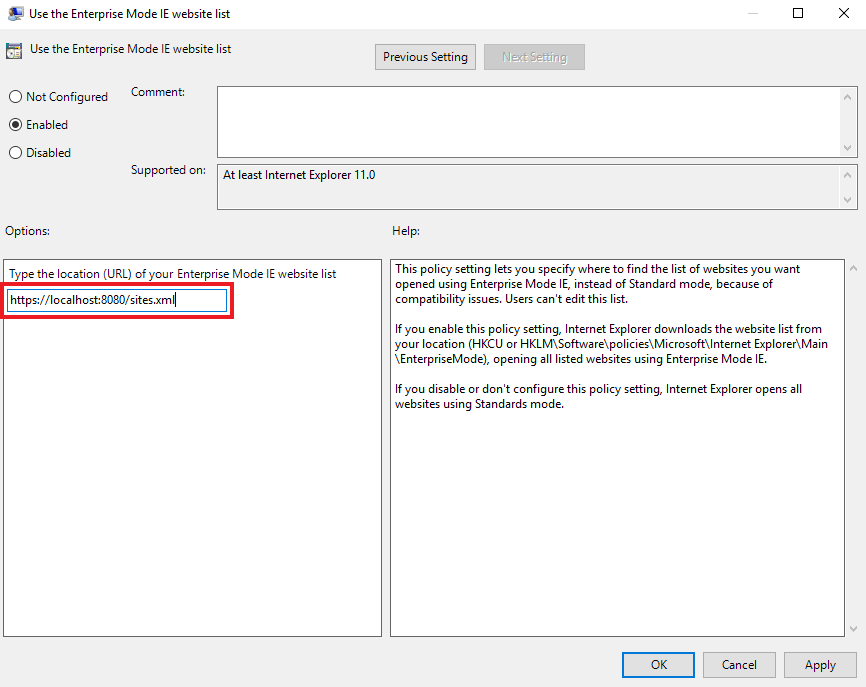 Use the Enterprise Mode IE website list
Use the Enterprise Mode IE website list
Previous Setting
Next Setting
Not Configured
Comment:
Enabled
Disabled
Supported on:
At least Internet Explorer 11.0
Options:
Help:
Type the location (URL) of your Enterprise Mode IE website list
https://localhost:8080/sites.xml
This policy setting lets you specify where to find the list of websites you want
opened using Enterprise Mode IE, instead of Standard mode, because of
compatibility issues. Users can't edit this list.
If you enable this policy setting, Internet Explorer downloads the website list from
your location (HKCU or HKLM\Software\policies\Microsoft\Internet Explorer\Main
\EnterpriseMode), opening all listed websites using Enterprise Mode IE.
If you disable or don't configure this policy setting, Internet Explorer opens all
websites using Standards mode.
OK
Cancel
Apply